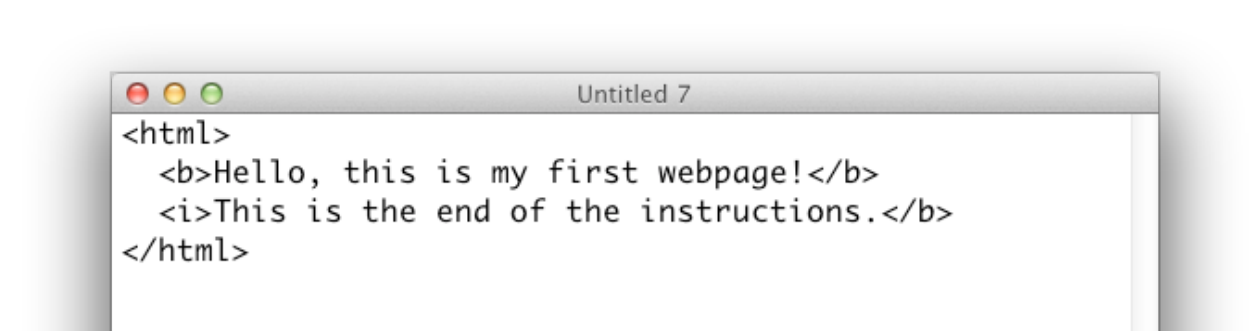 Untitled 7
<html>
  <b>Hello, this is my first webpage!</b>
  <i>This is the end of the instructions.</b>
</html>